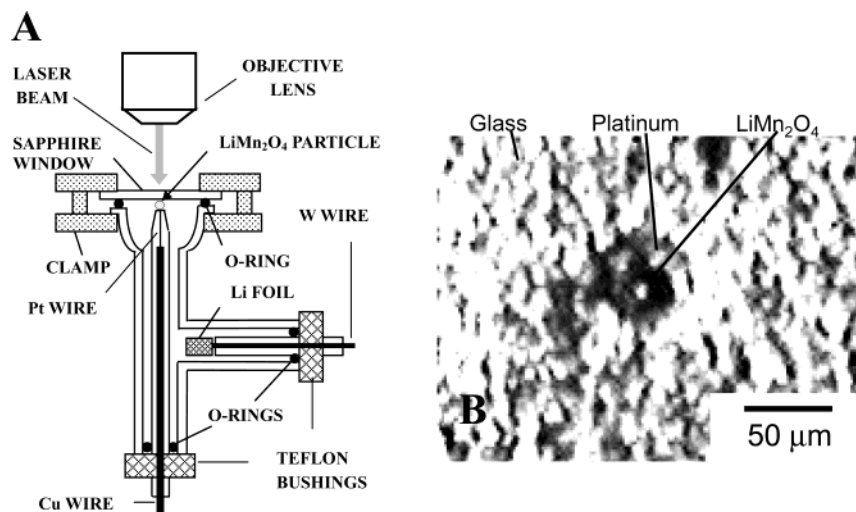 A
LASER
BEAM
OBJECTIVE
LENS
SAPPHIRE
WINDOW
LiMn₂O₄ PARTICLE
W WIRE
CLAMP
O-RING
Pt WIRE
Li FOIL
O-RINGS
TEFLON
BUSHINGS
Cu WIRE
Glass
Platinum
LiMn₂O₄
B
50 μm